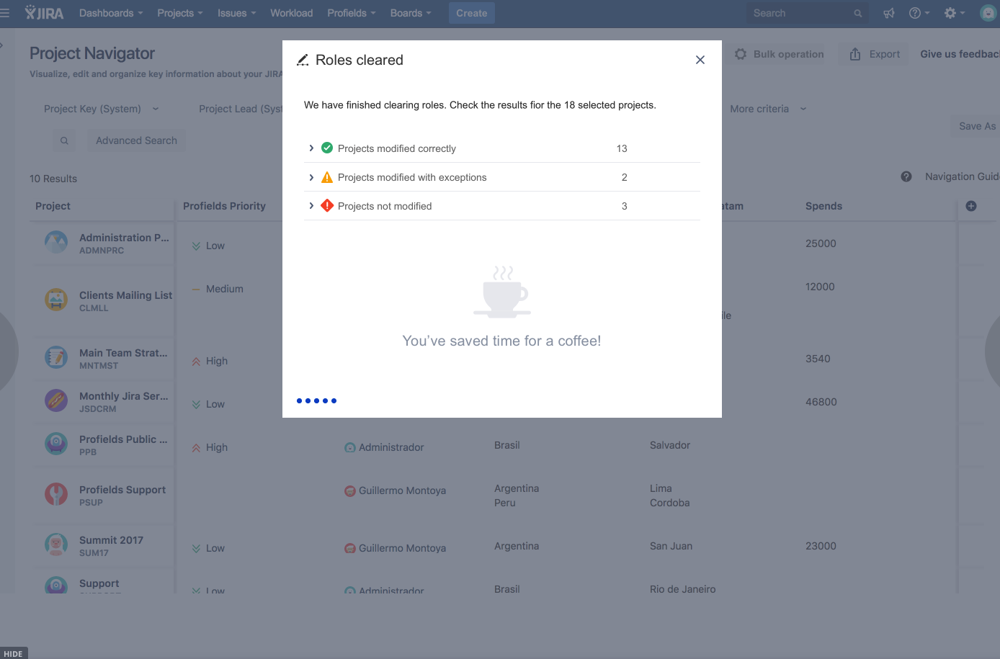 JIRA Dashboards Projects Issues Workload Profields Boards Create Search
Project Navigator
Visualize, edit and organize key information about your JIRA
Bulk operation Export Give us feedbac
Project Key (System) Project Lead (Syst More criteria
Advanced Search Save As
10 Results Navigation Guid
Project Profields Priority atam Spends
Roles cleared
We have finished clearing roles. Check the results fior the 18 selected projects.
Projects modified correctly 13
Projects modified with exceptions 2
Projects not modified 3
You've saved time for a coffee!
Administration P... Low 25000
ADMNPRC
Clients Mailing List Medium 12000
CLMLL ile
Main Team Strat... High 3540
MNTMST
Monthly Jira Ser... Low 46800
JSDCRM
Profields Public ... High Administrador Brasil Salvador
PPB
Profields Support Guillermo Montoya Argentina Lima
PSUP Peru Cordoba
Summit 2017 Low Guillermo Montoya Argentina San Juan 23000
SUM17
Support Low Administrador Brasil Rio de Janeiro
HIDE